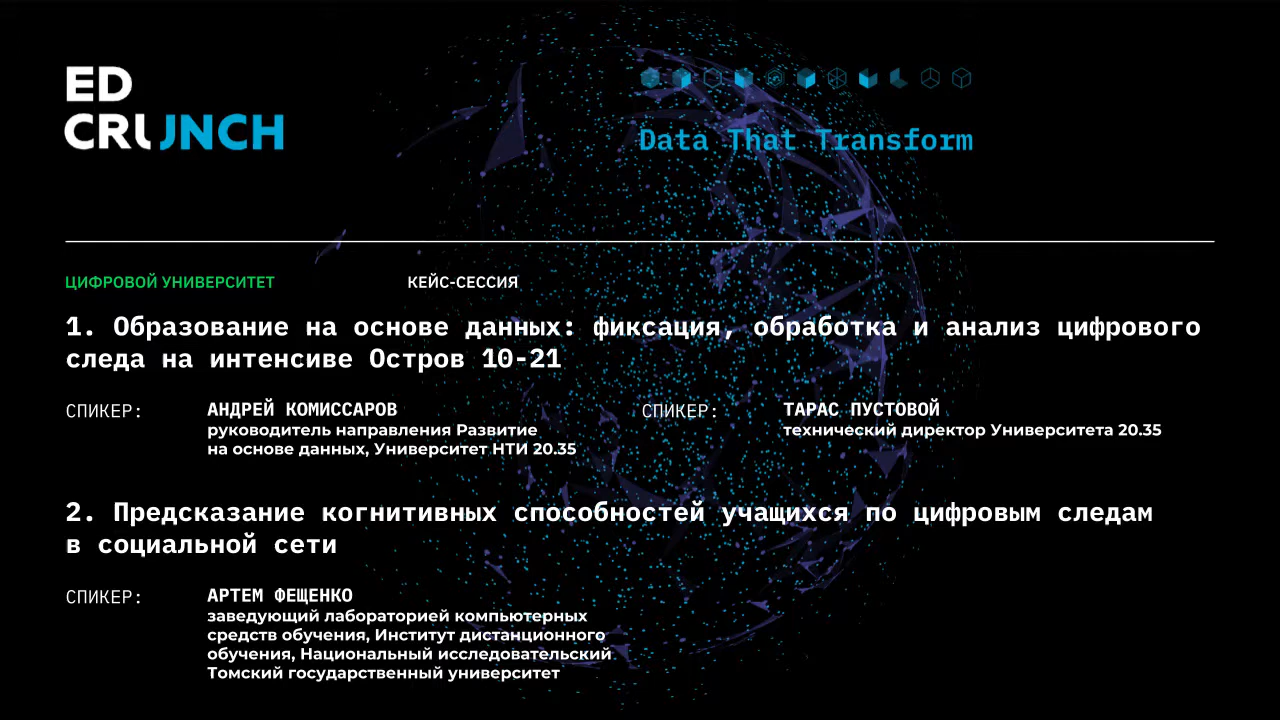 ED
CRUNCH
Data That Transform
ЦИФРОВОЙ УНИВЕРСИТЕТ
КЕЙС-СЕССИЯ
1. Образование на основе данных: фиксация, обработка и анализ цифрового
следа на интенсиве Остров 10-21
СПИКЕР:
АНДРЕЙ КОМИССАРОВ
руководитель направления Развитие
на основе данных, Университет НТИ 20.35
СПИКЕР:
ТАРАС ПУСТОВОЙ
технический директор Университета 20.35
2. Предсказание когнитивных способностей учащихся по цифровым следам
в социальной сети
СПИКЕР:
АРТЕМ ФЕЩЕНКО
заведующий лабораторией компьютерных
средств обучения, Институт дистанционного
обучения, Национальный исследовательский
Томский государственный университет